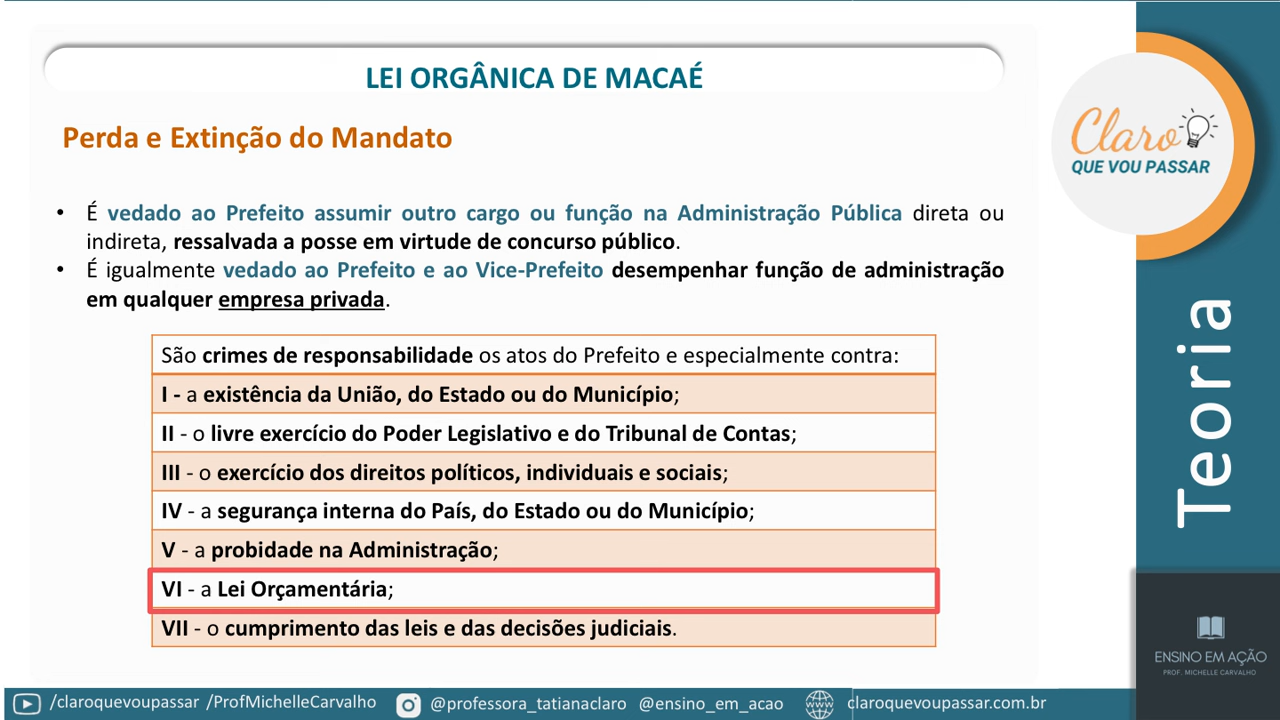 LEI ORGÂNICA DE MACAÉ
Perda e Extinção do Mandato
• É vedado ao Prefeito assumir outro cargo ou função na Administração Pública direta ou
indireta, ressalvada a posse em virtude de concurso público.
• É igualmente vedado ao Prefeito e ao Vice-Prefeito desempenhar função de administração
em qualquer empresa privada.
São crimes de responsabilidade os atos do Prefeito e especialmente contra:
I - a existência da União, do Estado ou do Município;
II - o livre exercício do Poder Legislativo e do Tribunal de Contas;
III - o exercício dos direitos políticos, individuais e sociais;
IV - a segurança interna do País, do Estado ou do Município;
V - a probidade na Administração;
VI - a Lei Orçamentária;
VII - o cumprimento das leis e das decisões judiciais.
Claro
QUE VOU PASSAR
Teoria
ENSINO EM AÇÃO
PROF. MICHELLE CARVALHO
/claroquevoupassar /ProfMichelleCarvalho
@professora_tatianaclaro @ensino_em_acao
claroquevoupassar.com.br